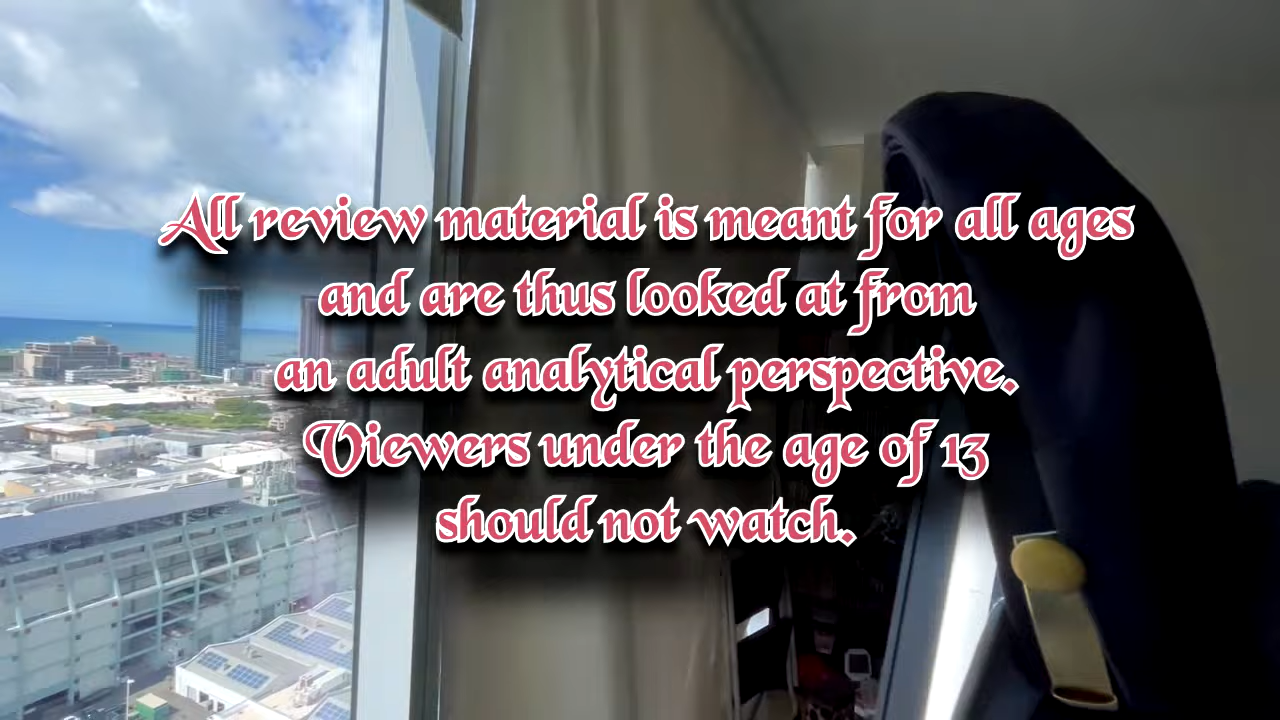 All review material is meant for all ages
and are thus looked at from
an adult analytical perspective.
Viewers under the age of 13
should not watch.